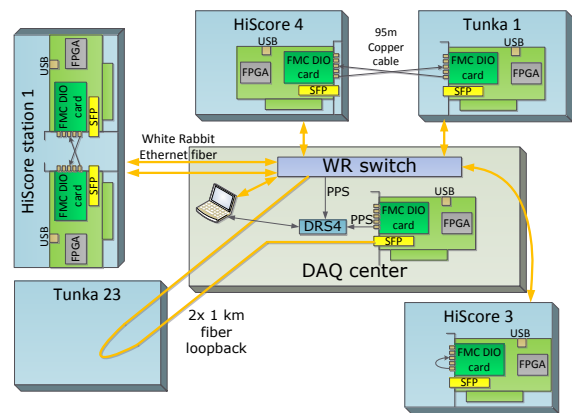 HiScore 4
USB
FMC DIO
card
FPGA
SFP
95m
Copper
cable
Tunka 1
USB
FMC DIO
card
FPGA
SFP
HiScore station 1
USB
FPGA
FMC DIO
card
SFP
FMC DIO
card
SFP
USB
FPGA
White Rabbit
Ethernet fiber
WR switch
PPS
DRS4
PPS
USB
FMC DIO
card
FPGA
SFP
DAQ center
Tunka 23
2x 1 km
fiber
loopback
HiScore 3
USB
FMC DIO
card
FPGA
SFP